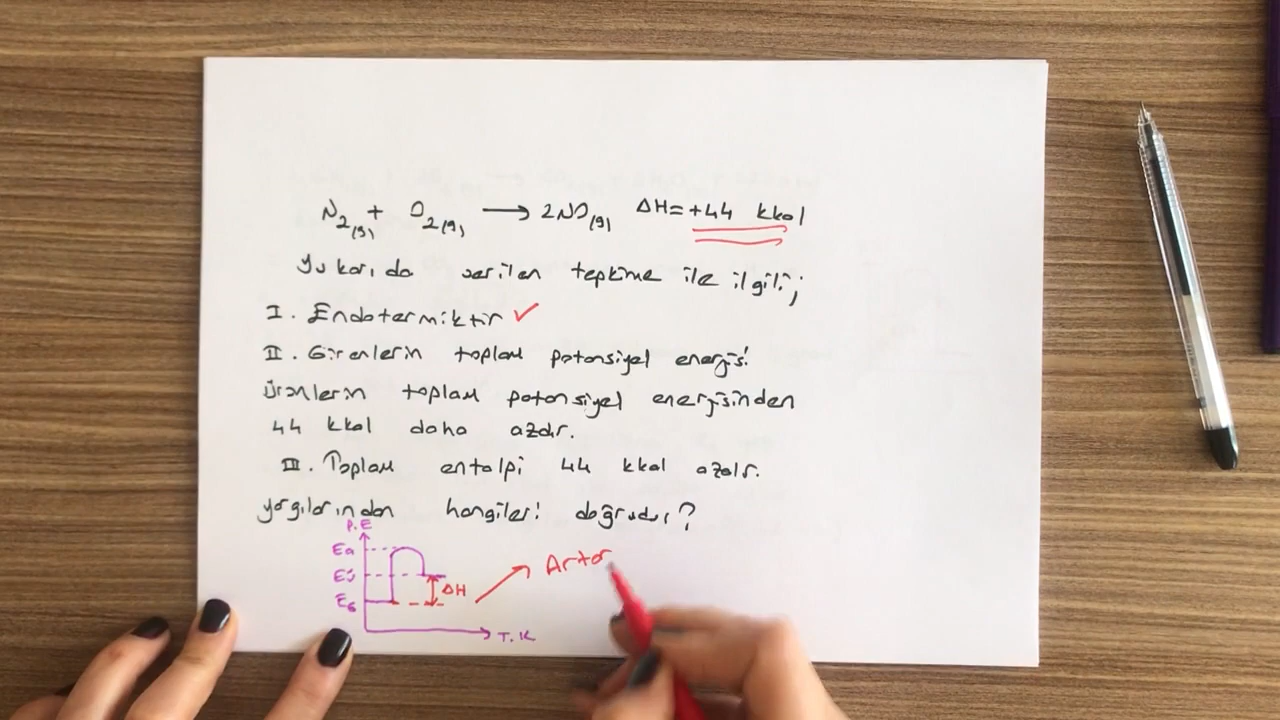 N2(g) + O2(g) → 2NO(g) ΔH=+44 kkal
Yukarıda verilen tepkime ile ilgili;
I. Endotermiktir ✓
II. Girenlerin toplam potansiyel enerjisi
ürünlerin toplam potansiyel enerjisinden
44 kkal daha azdır.
III. Toplam entalpi 44 kkal azalır.
yargılarından hangileri doğrudur?
P.E
Ea
Eü
ΔH
Artar
Eg
T.K